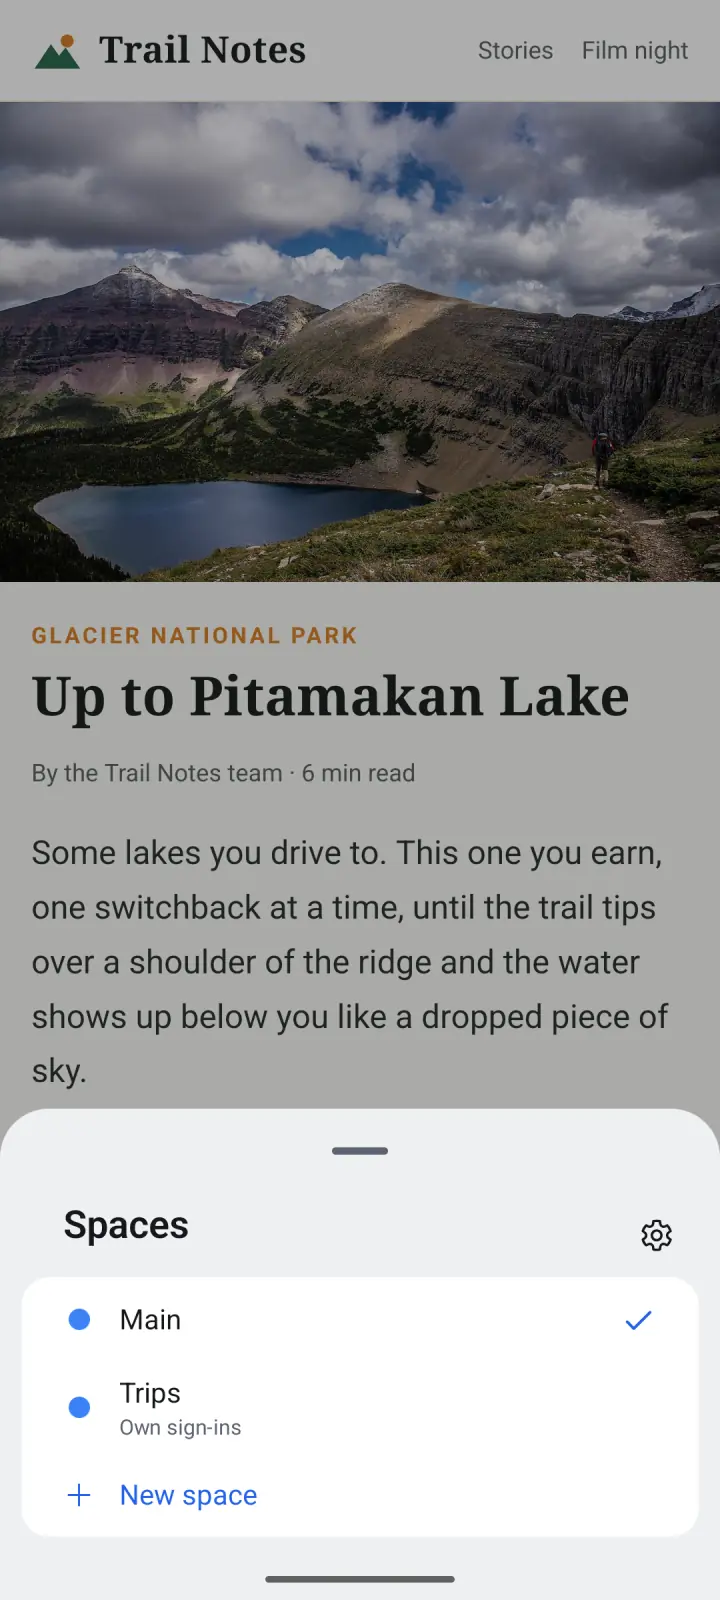 Trail Notes
Stories
Film night
GLACIER NATIONAL PARK
Up to Pitamakan Lake
By the Trail Notes team · 6 min read
Some lakes you drive to. This one you earn,
one switchback at a time, until the trail tips
over a shoulder of the ridge and the water
shows up below you like a dropped piece of
sky.
Spaces
Main
Trips
Own sign-ins
New space